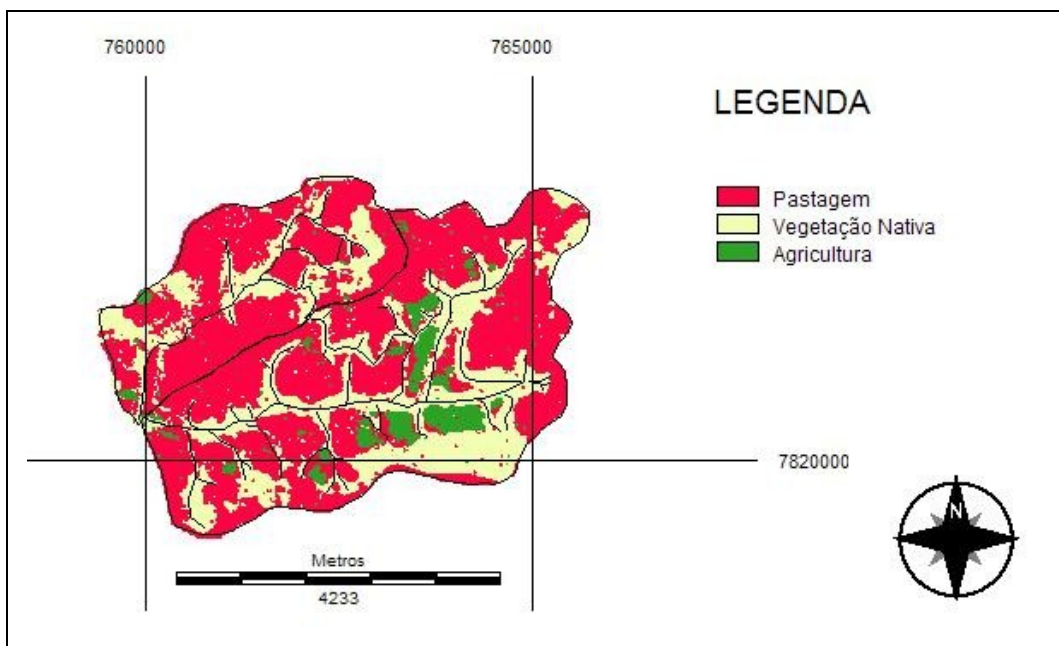 760000
765000
LEGENDA
Pastagem
Vegetação Nativa
Agricultura
7820000
N
Metros
4233